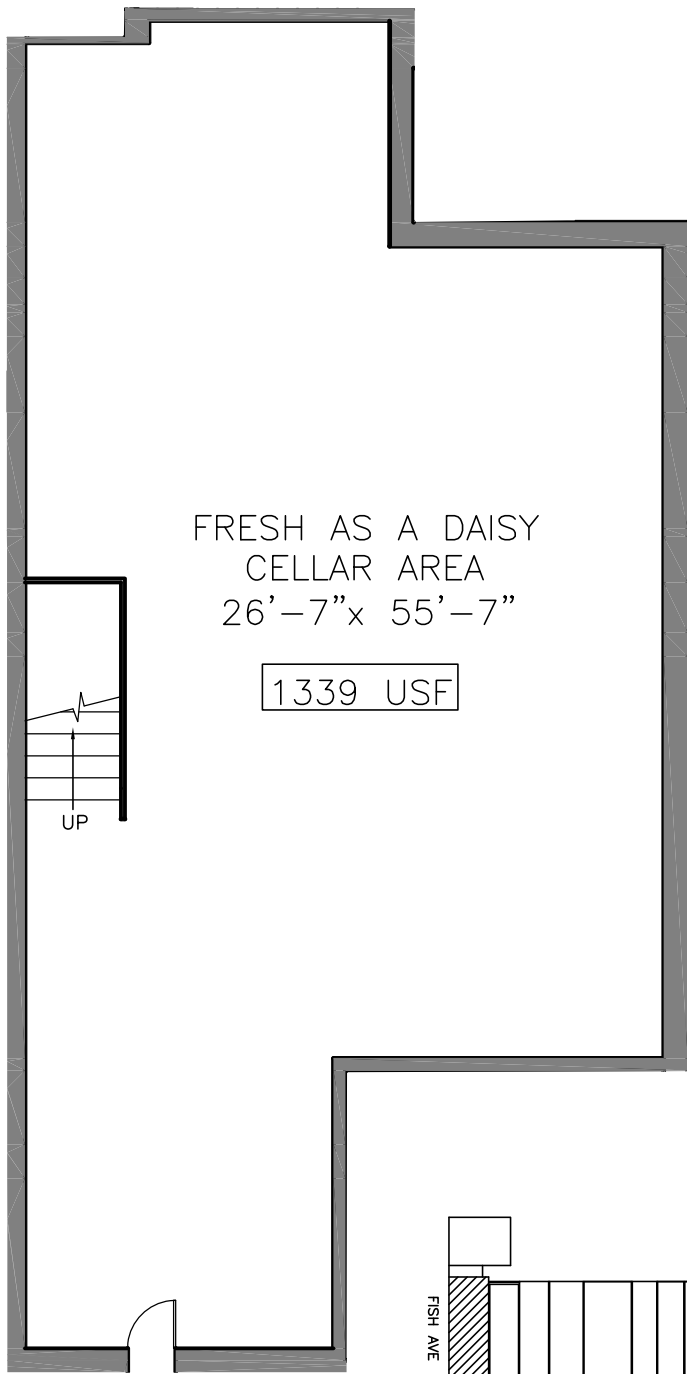 FRESH AS A DAISY
CELLAR AREA
26'-7"x 55'-7"
1339 USF
UP
FISH AVE